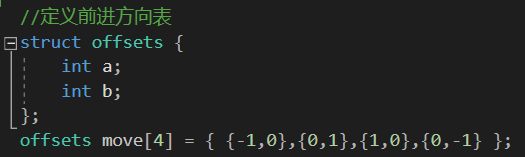 //定义前进方向表
struct offsets {
int a;
int b;
};
offsets move[4] = { {-1,0},{0,1},{1,0},{0,-1} };